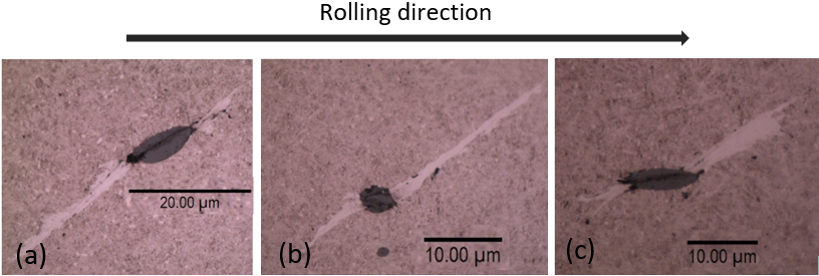 Rolling direction
20.00 µm
10.00 µm
10.00 µm
(a)
(b)
(c)